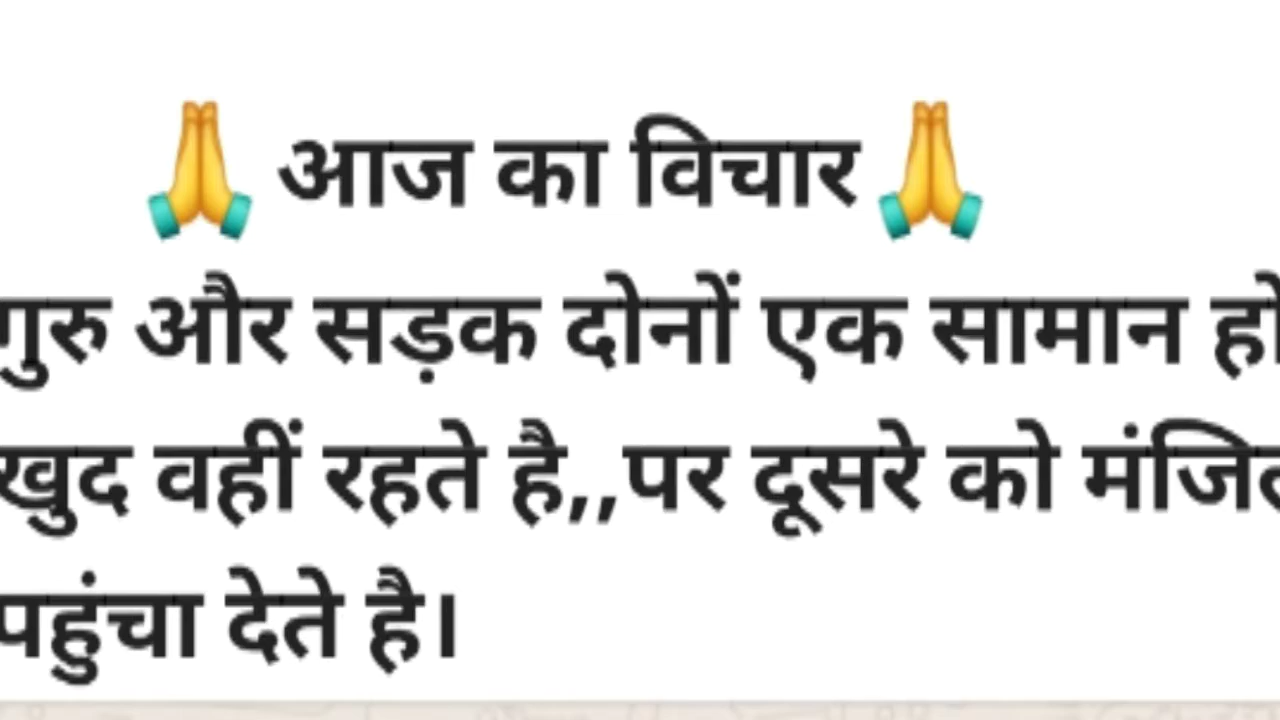 🙏 आज का विचार🙏
गुरु और सड़क दोनों एक सामान
खुद वहीं रहते है,,पर दूसरे को
पहुंचा देते है।